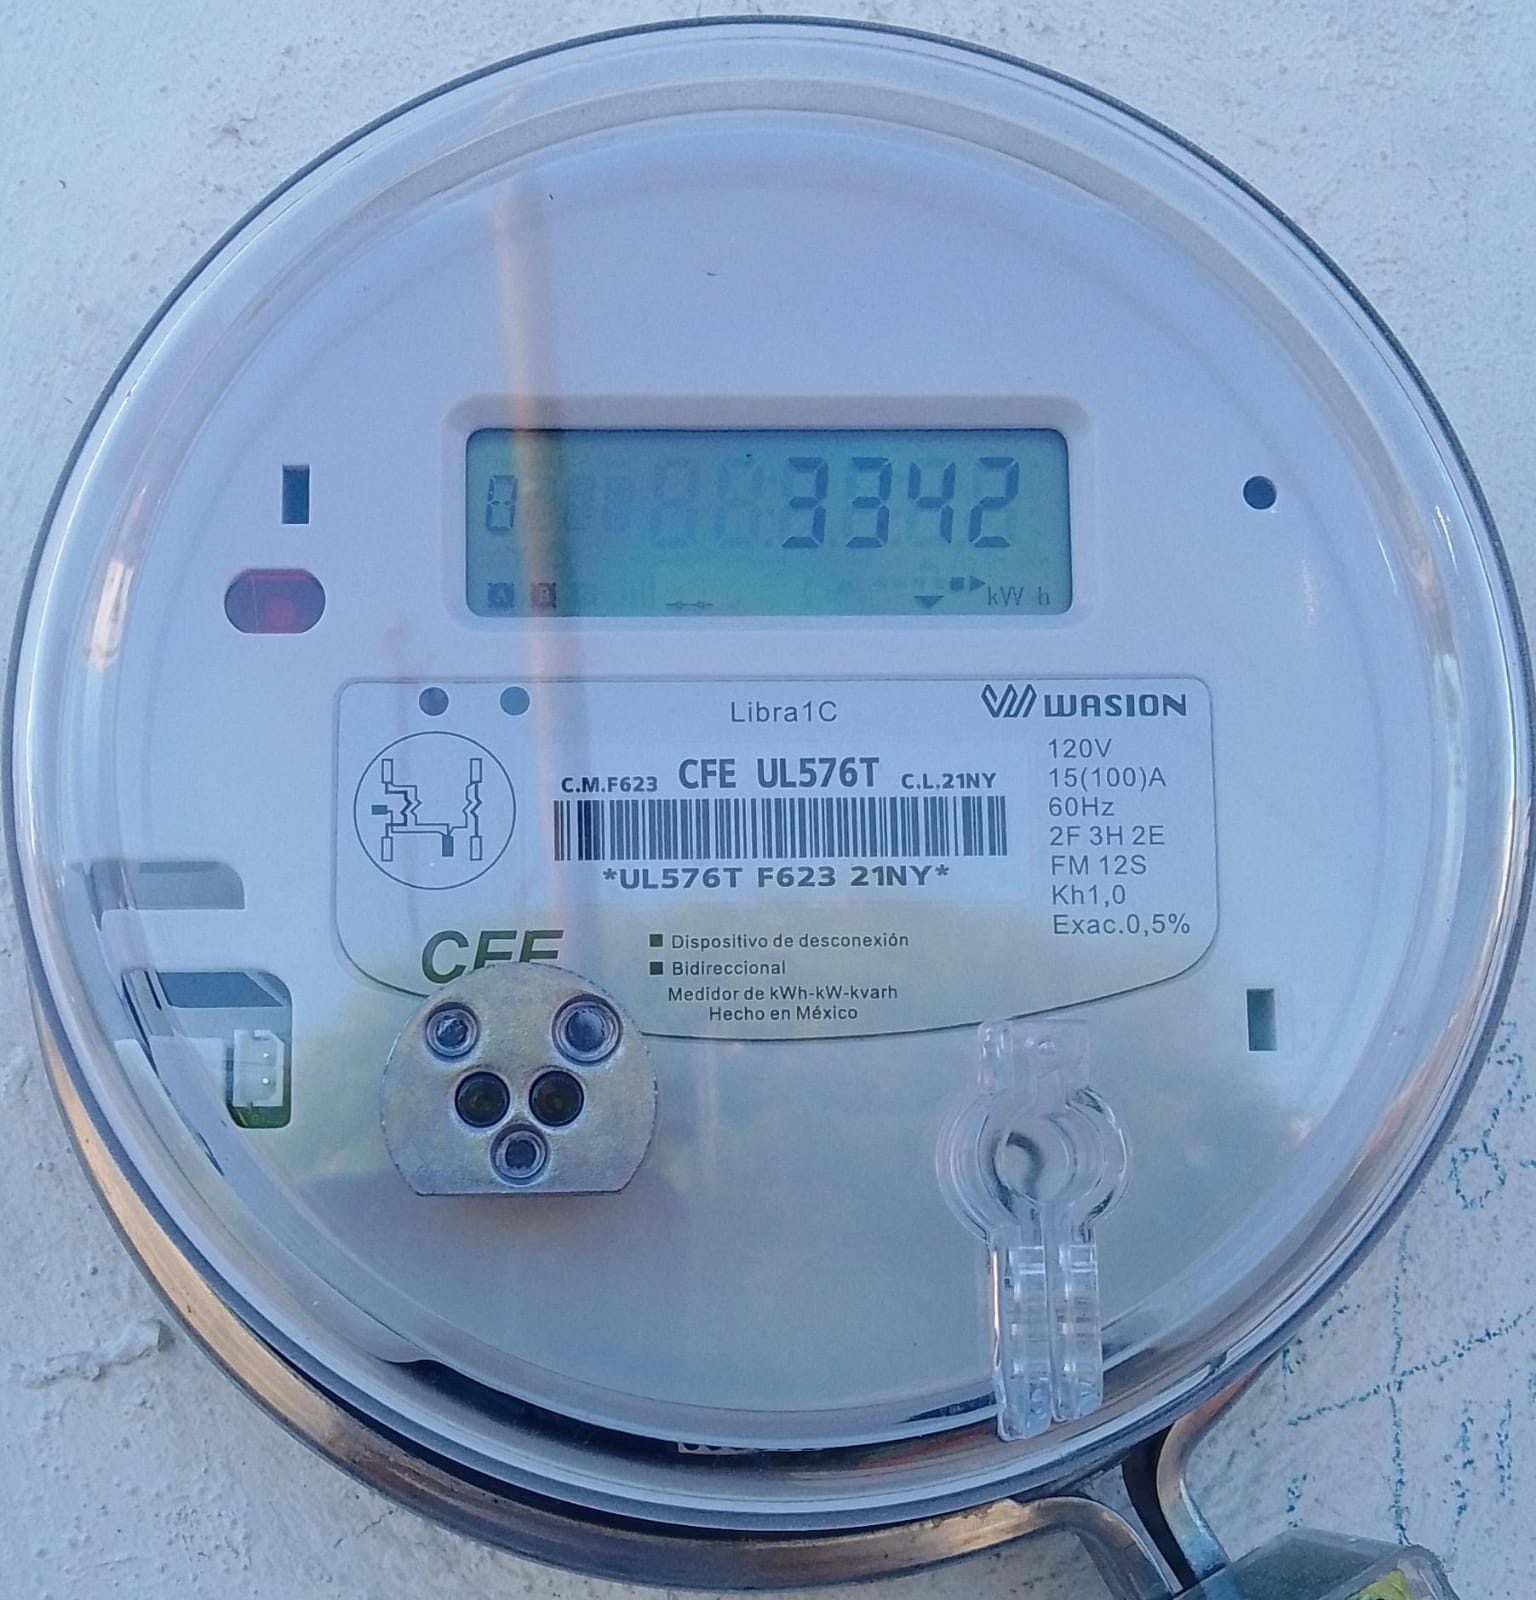 0 3342
A B kW h
Libra1C
WASION
C.M.F623 CFE UL576T C.L.21NY
*UL576T F623 21NY*
120V
15(100)A
60Hz
2F 3H 2E
FM 12S
Kh1,0
Exac.0,5%
CFE
Dispositivo de desconexión
Bidireccional
Medidor de kWh-kW-kvarh
Hecho en México